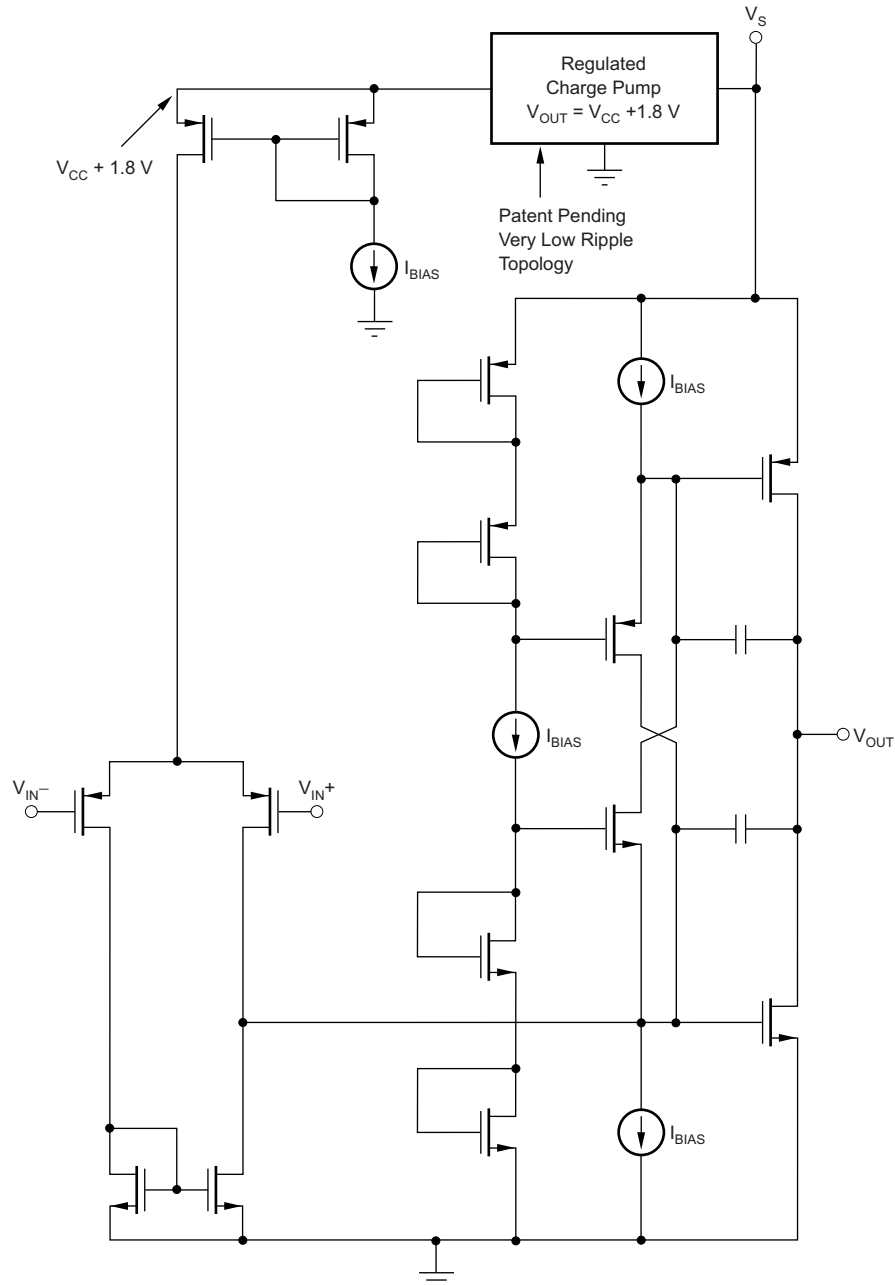 V_S
Regulated
Charge Pump
V_OUT = V_CC +1.8 V
V_CC + 1.8 V
Patent Pending
Very Low Ripple
Topology
I_BIAS
I_BIAS
I_BIAS
V_OUT
V_IN–
V_IN+
I_BIAS